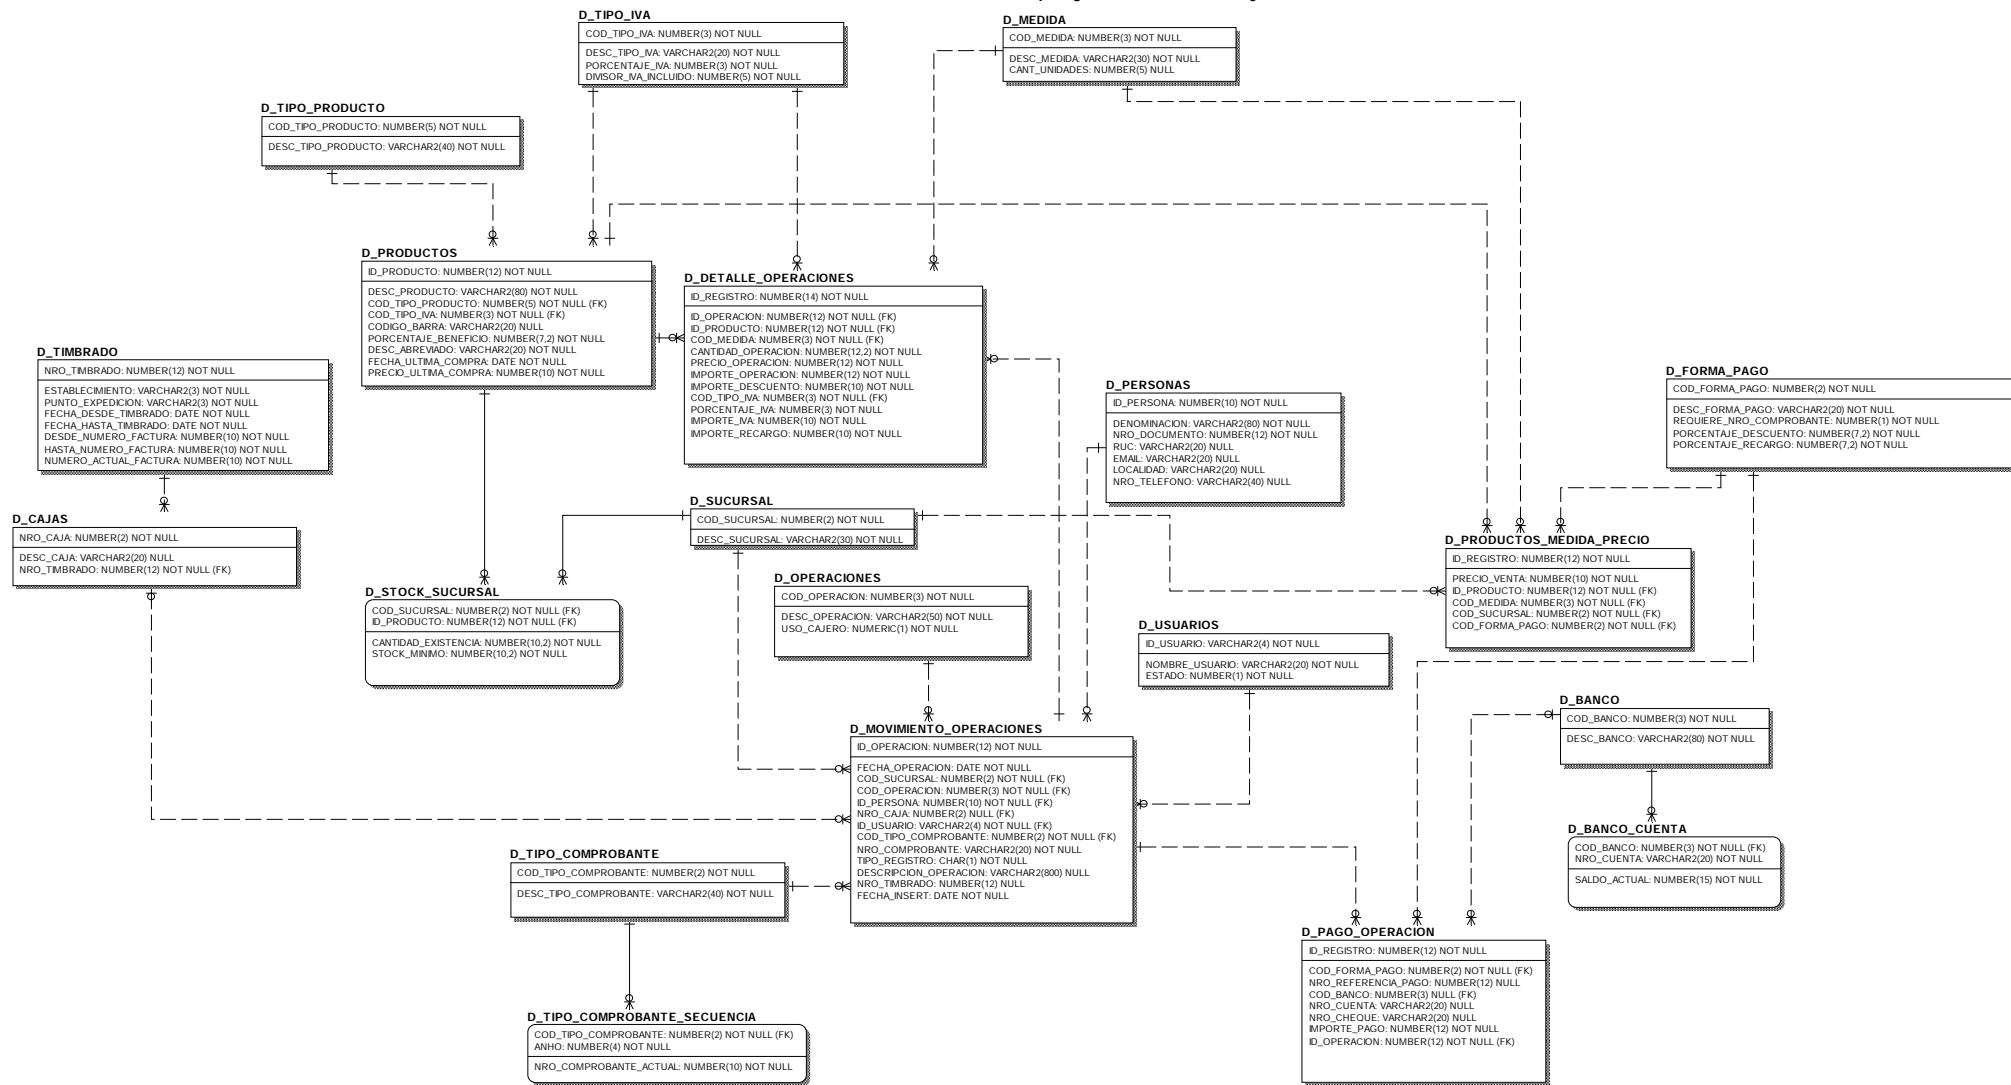 D_TIPO_IVA
COD_TIPO_IVA: NUMBER(3) NOT NULL
DESC_TIPO_IVA: VARCHAR2(20) NOT NULL
PORCENTAJE_IVA: NUMBER(3) NOT NULL
DIVISOR_IVA_INCLUIDO: NUMBER(5) NOT NULL
D_MEDIDA
COD_MEDIDA: NUMBER(3) NOT NULL
DESC_MEDIDA: VARCHAR2(30) NOT NULL
CANT_UNIDADES: NUMBER(5) NULL
D_TIPO_PRODUCTO
COD_TIPO_PRODUCTO: NUMBER(5) NOT NULL
DESC_TIPO_PRODUCTO: VARCHAR2(40) NOT NULL
D_PRODUCTOS
ID_PRODUCTO: NUMBER(12) NOT NULL
DESC_PRODUCTO: VARCHAR2(80) NOT NULL
COD_TIPO_PRODUCTO: NUMBER(5) NOT NULL (FK)
COD_TIPO_IVA: NUMBER(3) NOT NULL (FK)
CODIGO_BARRA: VARCHAR2(20) NULL
PORCENTAJE_BENEFICIO: NUMBER(7,2) NOT NULL
DESC_ABREVIADO: VARCHAR2(20) NOT NULL
FECHA_ULTIMA_COMPRA: DATE NOT NULL
PRECIO_ULTIMA_COMPRA: NUMBER(10) NOT NULL
D_DETALLE_OPERACIONES
ID_REGISTRO: NUMBER(14) NOT NULL
ID_OPERACION: NUMBER(12) NOT NULL (FK)
ID_PRODUCTO: NUMBER(12) NOT NULL (FK)
COD_MEDIDA: NUMBER(3) NOT NULL (FK)
CANTIDAD_OPERACION: NUMBER(12,2) NOT NULL
PRECIO_OPERACION: NUMBER(12) NOT NULL
IMPORTE_OPERACION: NUMBER(12) NOT NULL
IMPORTE_DESCUENTO: NUMBER(10) NOT NULL
COD_TIPO_IVA: NUMBER(3) NOT NULL (FK)
PORCENTAJE_IVA: NUMBER(3) NOT NULL
IMPORTE_IVA: NUMBER(10) NOT NULL
IMPORTE_RECARGO: NUMBER(10) NOT NULL
D_TIMBRADO
NRO_TIMBRADO: NUMBER(12) NOT NULL
ESTABLECIMIENTO: VARCHAR2(3) NOT NULL
PUNTO_EXPEDICION: VARCHAR2(3) NOT NULL
FECHA_DESDE_TIMBRADO: DATE NOT NULL
FECHA_HASTA_TIMBRADO: DATE NOT NULL
DESDE_NUMERO_FACTURA: NUMBER(10) NOT NULL
HASTA_NUMERO_FACTURA: NUMBER(10) NOT NULL
NUMERO_ACTUAL_FACTURA: NUMBER(10) NOT NULL
D_PERSONAS
ID_PERSONA: NUMBER(10) NOT NULL
DENOMINACION: VARCHAR2(80) NOT NULL
NRO_DOCUMENTO: NUMBER(12) NOT NULL
RUC: VARCHAR2(20) NULL
EMAIL: VARCHAR2(20) NULL
LOCALIDAD: VARCHAR2(20) NULL
NRO_TELEFONO: VARCHAR2(40) NULL
D_FORMA_PAGO
COD_FORMA_PAGO: NUMBER(2) NOT NULL
DESC_FORMA_PAGO: VARCHAR2(20) NOT NULL
REQUIERE_NRO_COMPROBANTE: NUMBER(1) NOT NULL
PORCENTAJE_DESCUENTO: NUMBER(7,2) NOT NULL
PORCENTAJE_RECARGO: NUMBER(7,2) NOT NULL
D_CAJAS
NRO_CAJA: NUMBER(2) NOT NULL
DESC_CAJA: VARCHAR2(20) NULL
NRO_TIMBRADO: NUMBER(12) NOT NULL (FK)
D_SUCURSAL
COD_SUCURSAL: NUMBER(2) NOT NULL
DESC_SUCURSAL: VARCHAR2(30) NOT NULL
D_PRODUCTOS_MEDIDA_PRECIO
ID_REGISTRO: NUMBER(12) NOT NULL
PRECIO_VENTA: NUMBER(10) NOT NULL
ID_PRODUCTO: NUMBER(12) NOT NULL (FK)
COD_MEDIDA: NUMBER(3) NOT NULL (FK)
COD_SUCURSAL: NUMBER(2) NOT NULL (FK)
COD_FORMA_PAGO: NUMBER(2) NOT NULL (FK)
D_STOCK_SUCURSAL
COD_SUCURSAL: NUMBER(2) NOT NULL (FK)
ID_PRODUCTO: NUMBER(12) NOT NULL (FK)
CANTIDAD_EXISTENCIA: NUMBER(10,2) NOT NULL
STOCK_MINIMO: NUMBER(10,2) NOT NULL
D_OPERACIONES
COD_OPERACION: NUMBER(3) NOT NULL
DESC_OPERACION: VARCHAR2(50) NOT NULL
USO_CAJERO: NUMERIC(1) NOT NULL
D_USUARIOS
ID_USUARIO: VARCHAR2(4) NOT NULL
NOMBRE_USUARIO: VARCHAR2(20) NOT NULL
ESTADO: NUMBER(1) NOT NULL
D_MOVIMIENTO_OPERACIONES
ID_OPERACION: NUMBER(12) NOT NULL
FECHA_OPERACION: DATE NOT NULL
COD_SUCURSAL: NUMBER(2) NOT NULL (FK)
COD_OPERACION: NUMBER(3) NOT NULL (FK)
ID_PERSONA: NUMBER(10) NOT NULL (FK)
NRO_CAJA: NUMBER(2) NULL (FK)
ID_USUARIO: VARCHAR2(4) NOT NULL (FK)
COD_TIPO_COMPROBANTE: NUMBER(2) NOT NULL (FK)
NRO_COMPROBANTE: VARCHAR2(20) NOT NULL
TIPO_REGISTRO: CHAR(1) NOT NULL
DESCRIPCION_OPERACION: VARCHAR2(800) NULL
NRO_TIMBRADO: NUMBER(12) NULL
FECHA_INSERT: DATE NOT NULL
D_BANCO
COD_BANCO: NUMBER(3) NOT NULL
DESC_BANCO: VARCHAR2(80) NOT NULL
D_BANCO_CUENTA
COD_BANCO: NUMBER(3) NOT NULL (FK)
NRO_CUENTA: VARCHAR2(20) NOT NULL
SALDO_ACTUAL: NUMBER(15) NOT NULL
D_TIPO_COMPROBANTE
COD_TIPO_COMPROBANTE: NUMBER(2) NOT NULL
DESC_TIPO_COMPROBANTE: VARCHAR2(40) NOT NULL
D_PAGO_OPERACION
ID_REGISTRO: NUMBER(12) NOT NULL
COD_FORMA_PAGO: NUMBER(2) NOT NULL (FK)
NRO_REFERENCIA_PAGO: NUMBER(12) NULL
COD_BANCO: NUMBER(3) NULL (FK)
NRO_CUENTA: VARCHAR2(20) NULL
NRO_CHEQUE: VARCHAR2(20) NULL
IMPORTE_PAGO: NUMBER(12) NOT NULL
ID_OPERACION: NUMBER(12) NOT NULL (FK)
D_TIPO_COMPROBANTE_SECUENCIA
COD_TIPO_COMPROBANTE: NUMBER(2) NOT NULL (FK)
ANHO: NUMBER(4) NOT NULL
NRO_COMPROBANTE_ACTUAL: NUMBER(10) NOT NULL